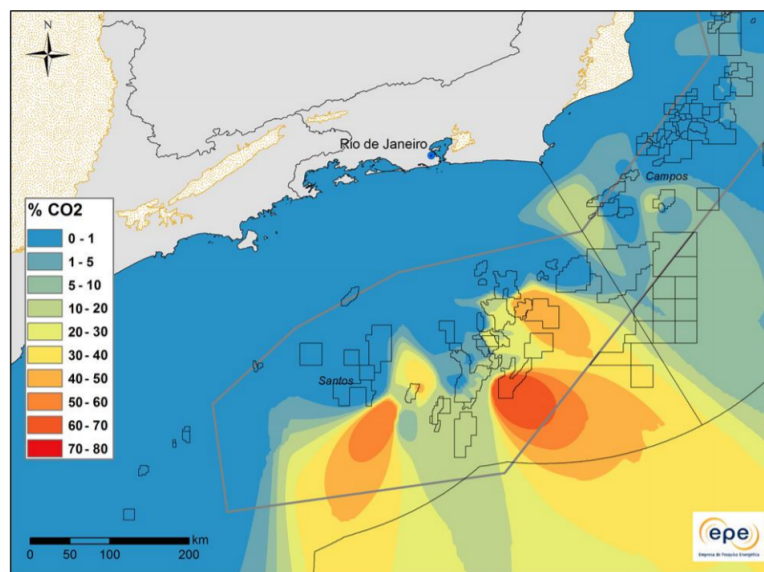 N
Rio de Janeiro
Campos
% CO2
0 - 1
1 - 5
5 - 10
10 - 20
20 - 30
30 - 40
40 - 50
50 - 60
60 - 70
70 - 80
Santos
km
0 50 100 200
epe
Empresa de Pesquisa Energética